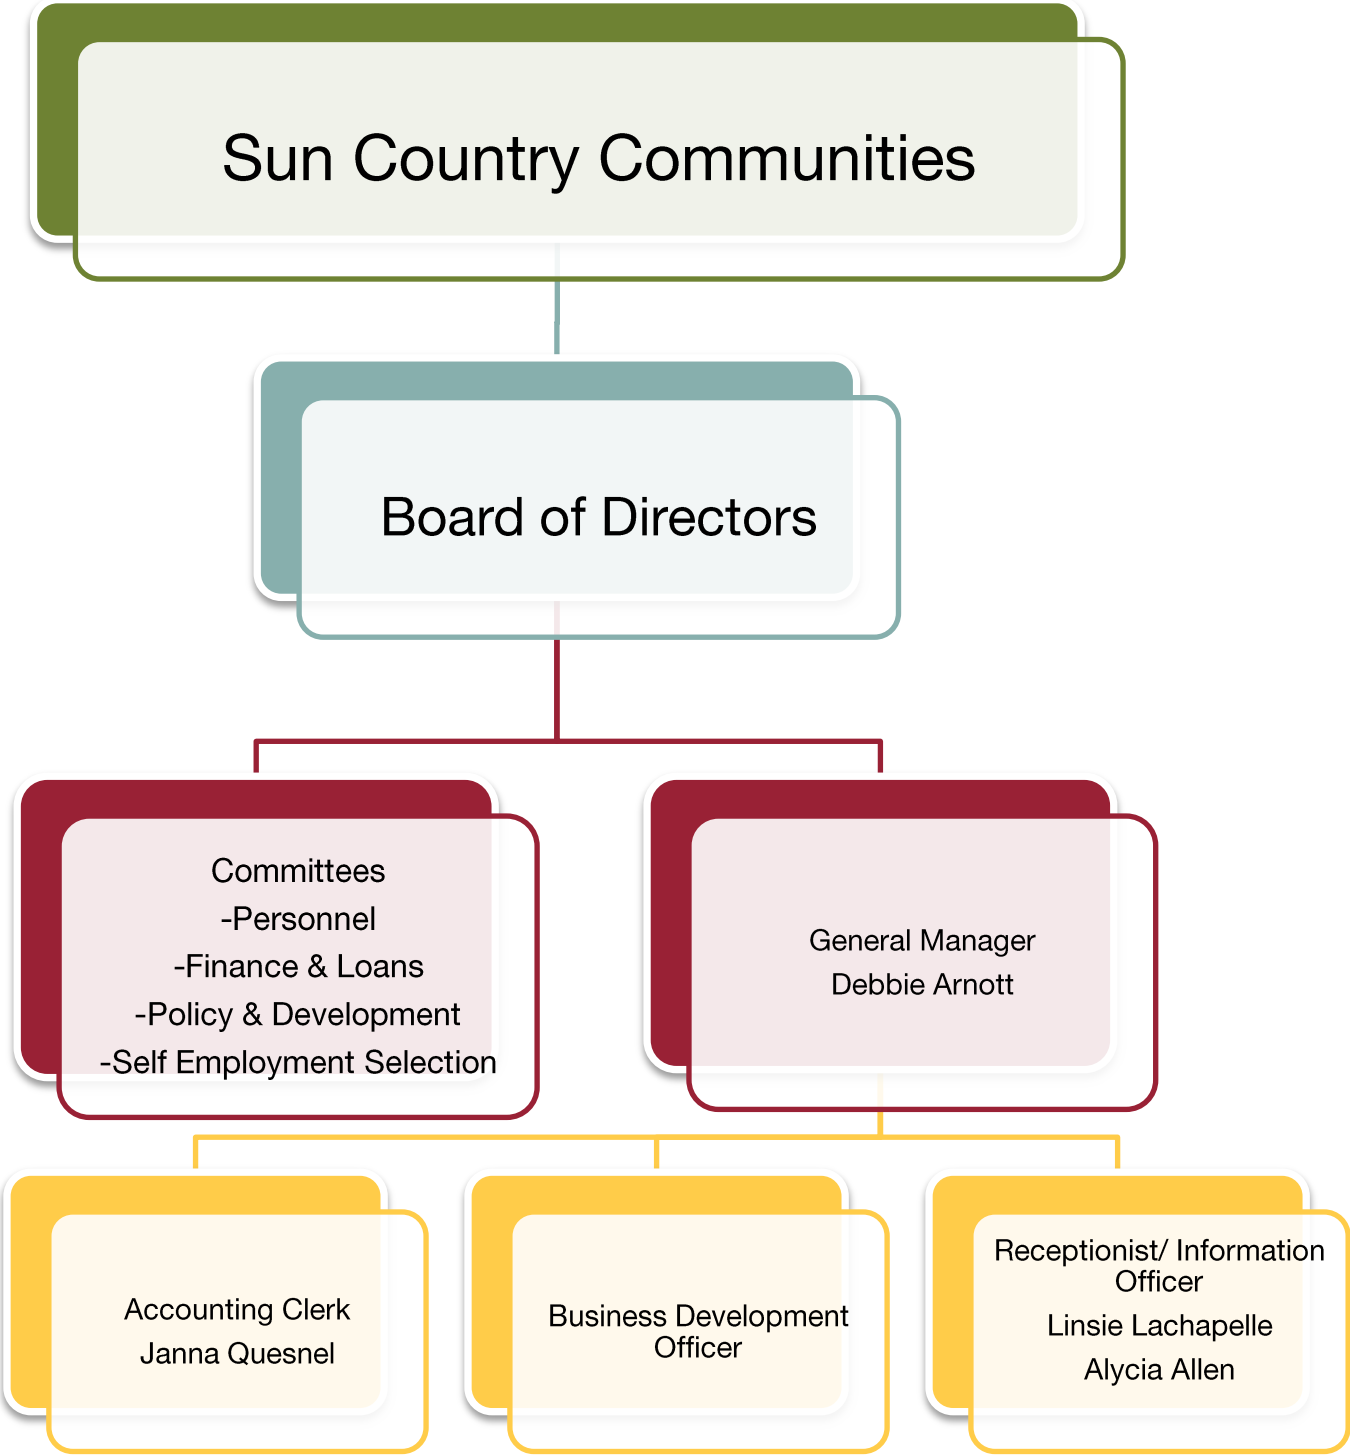 Sun Country Communities
Board of Directors
Committees
-Personnel
-Finance & Loans
-Policy & Development
-Self Employment Selection
General Manager
Debbie Arnott
Accounting Clerk
Janna Quesnel
Business Development
Officer
Receptionist/ Information
Officer
Linsie Lachapelle
Alycia Allen